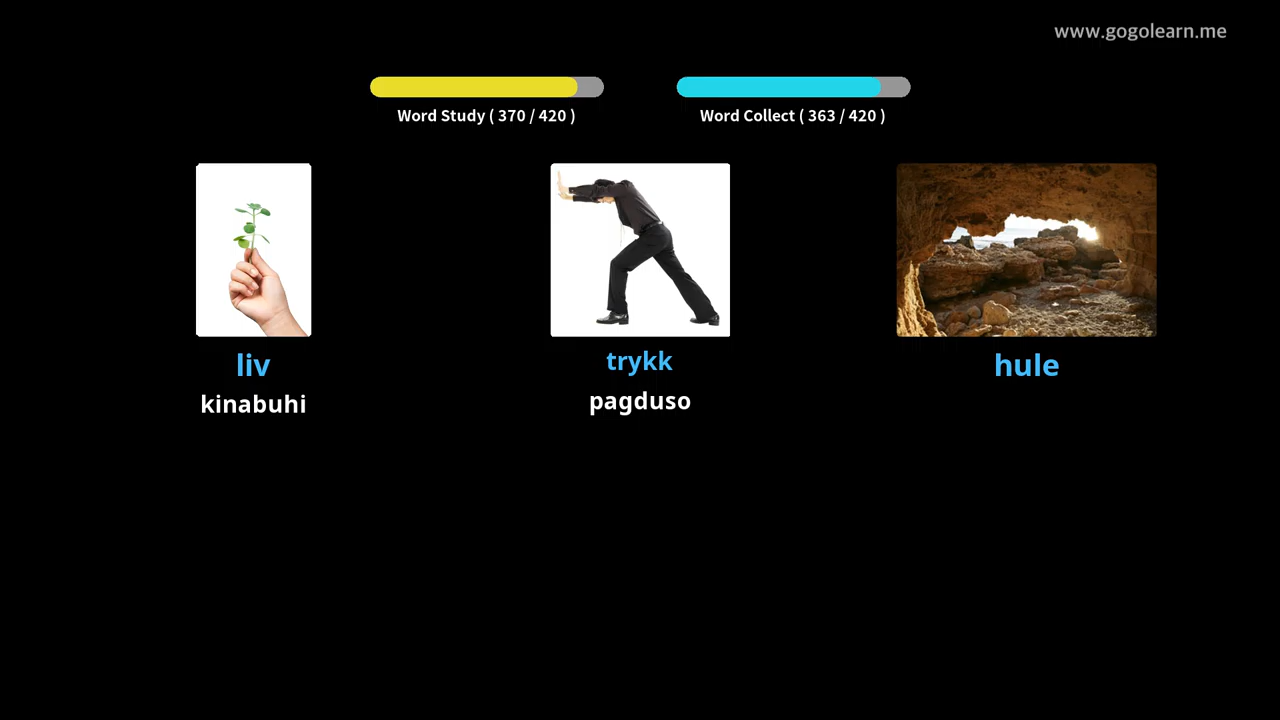 www.gogolearn.me
Word Study ( 370 / 420 )
Word Collect ( 363 / 420 )
liv
trykk
hule
kinabuhi
pagduso